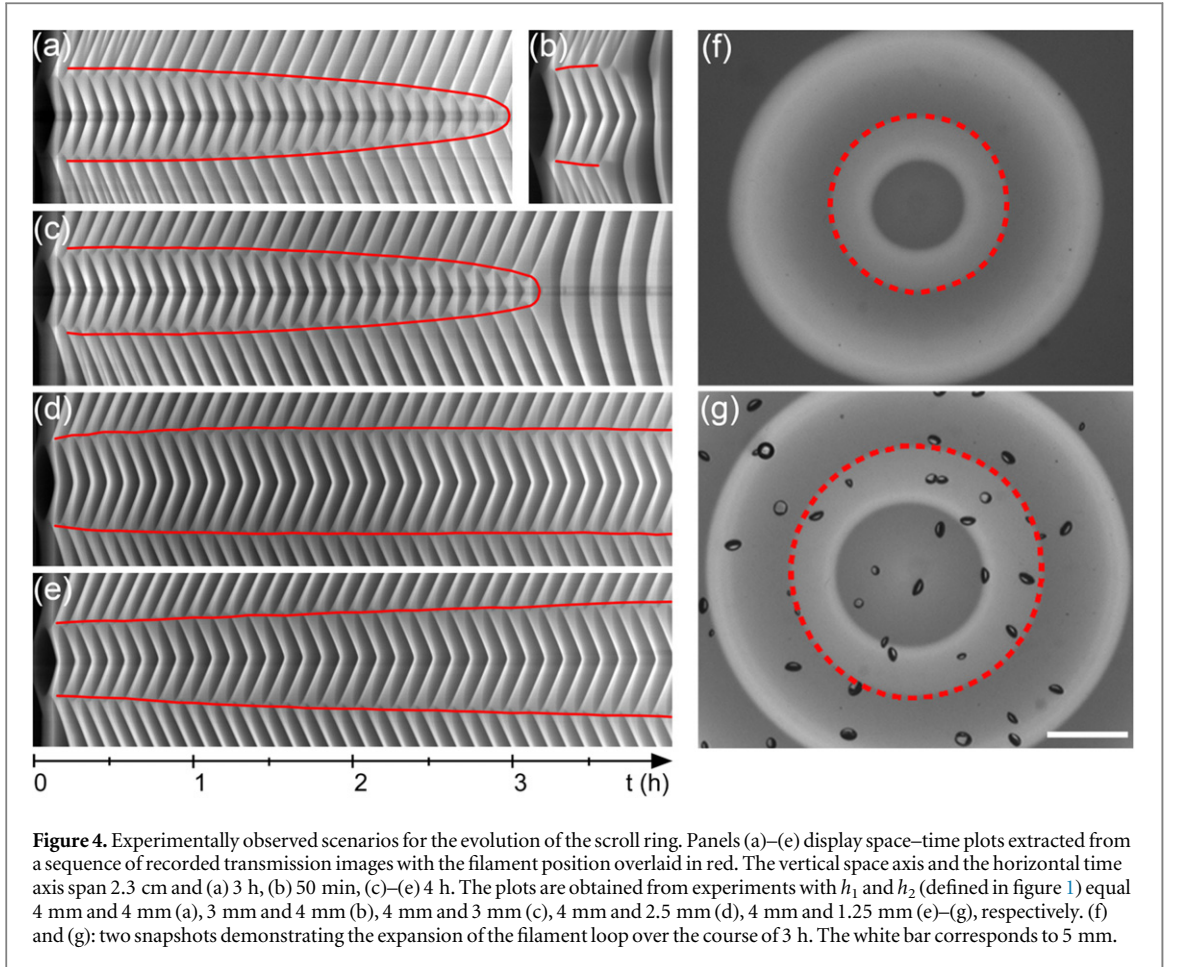 (a)
(b)
(c)
(d)
(e)
0 1 2 3 t (h)
(f)
(g)
Figure 4. Experimentally observed scenarios for the evolution of the scroll ring. Panels (a)–(e) display space–time plots extracted from
a sequence of recorded transmission images with the filament position overlaid in red. The vertical space axis and the horizontal time
axis span 2.3 cm and (a) 3 h, (b) 50 min, (c)–(e) 4 h. The plots are obtained from experiments with h₁ and h₂ (defined in figure 1) equal
4 mm and 4 mm (a), 3 mm and 4 mm (b), 4 mm and 3 mm (c), 4 mm and 2.5 mm (d), 4 mm and 1.25 mm (e)–(g), respectively. (f)
and (g): two snapshots demonstrating the expansion of the filament loop over the course of 3 h. The white bar corresponds to 5 mm.